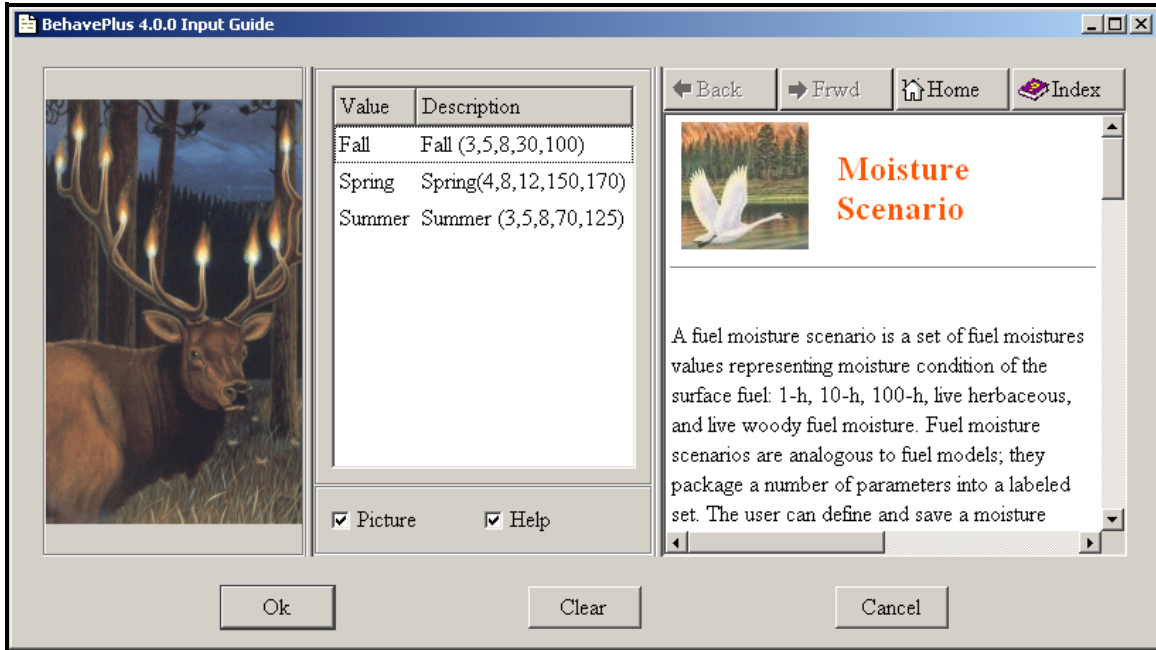 BehavePlus 4.0.0 Input Guide
Value Description
Fall Fall (3,5,8,30,100)
Spring Spring(4,8,12,150,170)
Summer Summer (3,5,8,70,125)
Picture Help
Back Frwd Home Index
Moisture
Scenario
A fuel moisture scenario is a set of fuel moistures
values representing moisture condition of the
surface fuel: 1-h, 10-h, 100-h, live herbaceous,
and live woody fuel moisture. Fuel moisture
scenarios are analogous to fuel models; they
package a number of parameters into a labeled
set. The user can define and save a moisture
Ok Clear Cancel